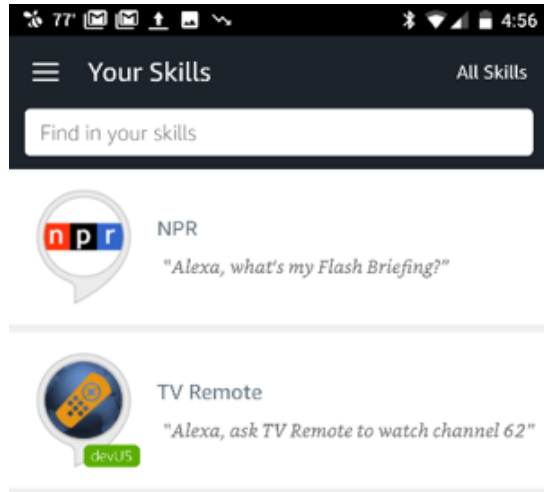 77° 4:56
Your Skills All Skills
Find in your skills
npr
NPR
"Alexa, what's my Flash Briefing?"
TV Remote
"Alexa, ask TV Remote to watch channel 62"
devUS